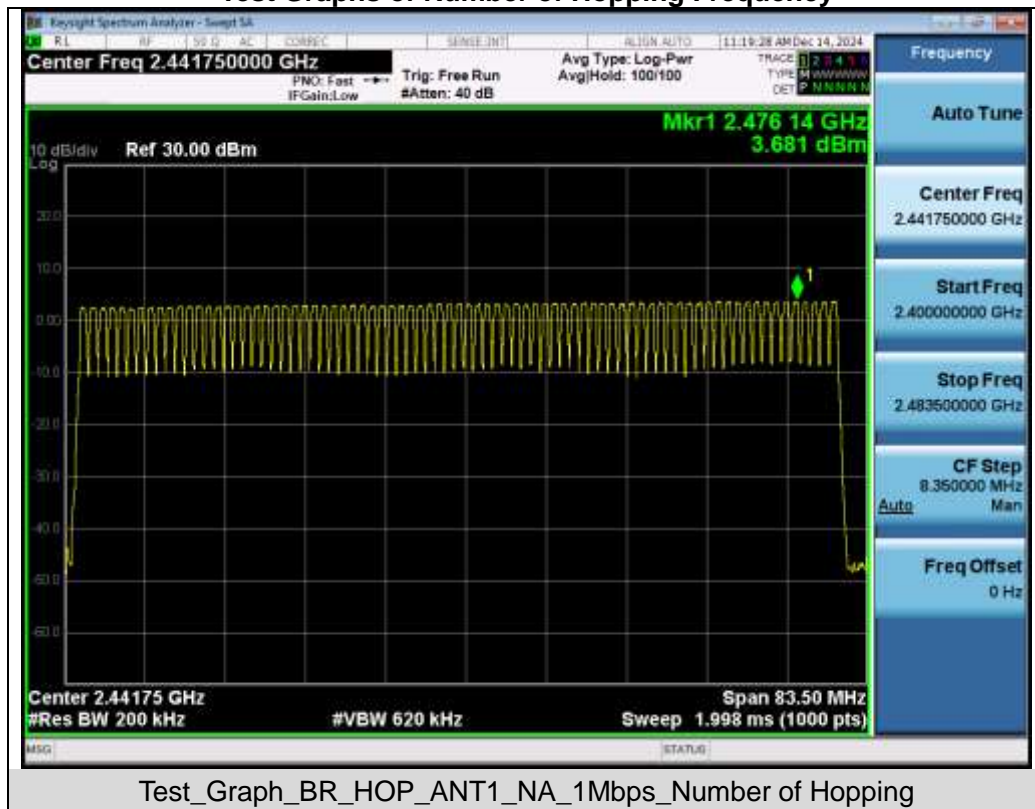 Test Graphs of Number of Hopping Frequency
Keysight Spectrum Analyzer - Swept SA
RL RF 50 Ω AC CORREC SENSE:INT ALIGN AUTO 11:19:28 AM Dec 14, 2024
Center Freq 2.441750000 GHz
PNO: Fast
IFGain:Low
Trig: Free Run
#Atten: 40 dB
Avg Type: Log-Pwr
Avg|Hold: 100/100
TRACE 1 2 3 4 5 6
TYPE M WWWWW
DET P N N N N N
Mkr1 2.476 14 GHz
3.681 dBm
10 dB/div Ref 30.00 dBm
Log
20.0
10.0
0.00
-10.0
-20.0
-30.0
-40.0
-50.0
-60.0
1
Center 2.44175 GHz
Span 83.50 MHz
#Res BW 200 kHz
#VBW 620 kHz
Sweep 1.998 ms (1000 pts)
MSG
STATUS
Frequency
Auto Tune
Center Freq
2.441750000 GHz
Start Freq
2.400000000 GHz
Stop Freq
2.483500000 GHz
CF Step
8.350000 MHz
Auto Man
Freq Offset
0 Hz
Test_Graph_BR_HOP_ANT1_NA_1Mbps_Number of Hopping